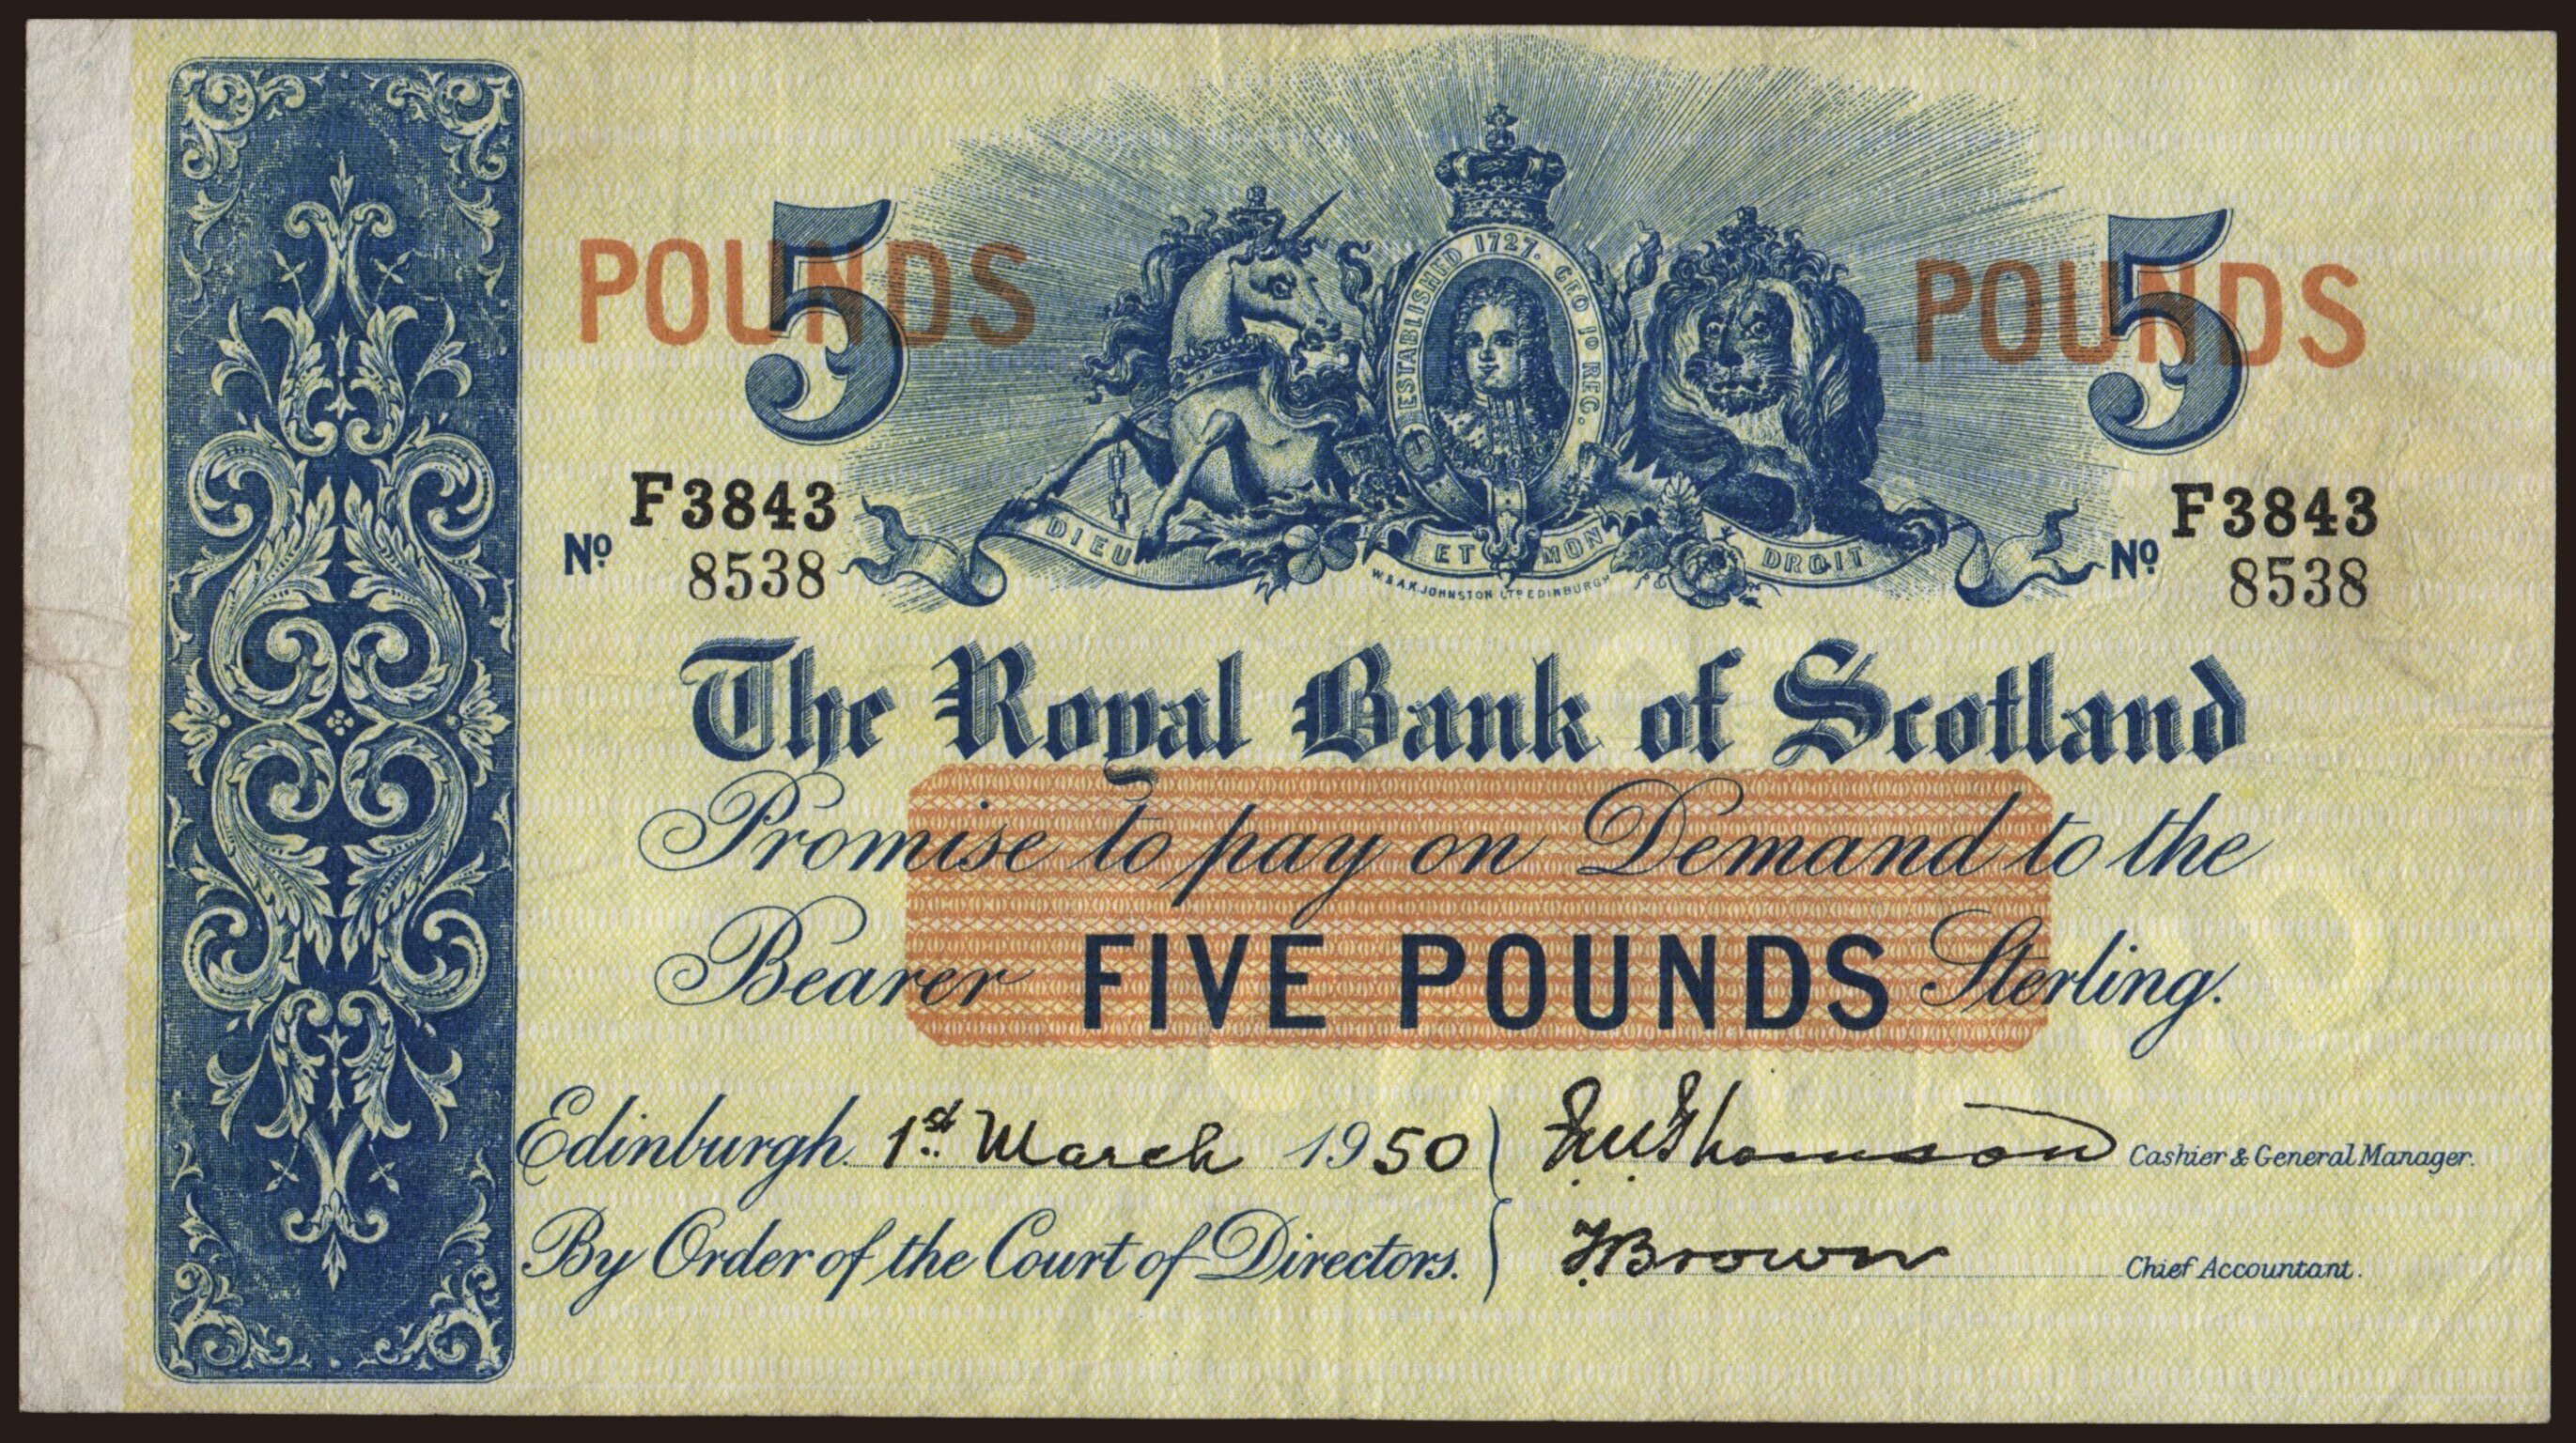 POUNDS 5
ESTABLISHED 1727. GEO 1º REG.
POUNDS 5
Nº F3843 8538
DIEU ET MON DROIT
Nº F3843 8538
W. & A.K. JOHNSTON LTD EDINBURGH
The Royal Bank of Scotland
Promise to pay on Demand to the
Bearer FIVE POUNDS Sterling.
Edinburgh. 1st. March 1950
Thomson Cashier & General Manager.
By Order of the Court of Directors.
Brown Chief Accountant.